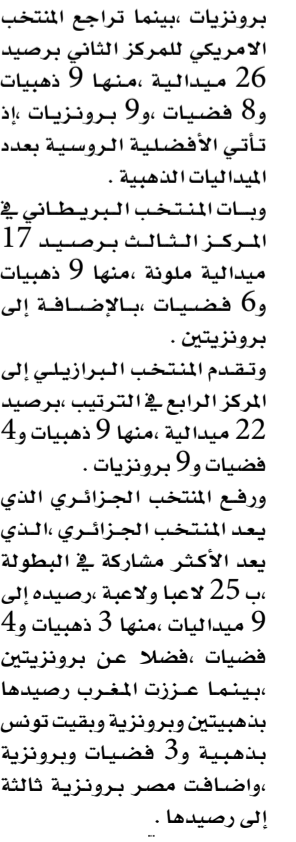 برونزيات ،بينما تراجع المنتخب
الامريكي للمركز الثاني برصيد
26 ميدالية ،منها 9 ذهبيات
و8 فضيات ،و9 برونزيات ،إذ
تأتي الأفضلية الروسية بعدد
الميداليات الذهبية .
وبات المنتخب البريطاني في
المركز الثالث برصيد 17
ميدالية ملونة ،منها 9 ذهبيات
و6 فضيات ،بالإضافة إلى
برونزيتين .
وتقدم المنتخب البرازيلي إلى
المركز الرابع في الترتيب ،برصيد
22 ميدالية ،منها 9 ذهبيات و4
فضيات و9 برونزيات .
ورفع المنتخب الجزائري الذي
يعد المنتخب الجزائري ،الذي
يعد الأكثر مشاركة في البطولة
،ب 25 لاعبا ولاعبة ،رصيده إلى
9 ميداليات ،منها 3 ذهبيات و4
فضيات ،فضلا عن برونزيتين
،بينما عززت المغرب رصيدها
بذهبيتين وبرونزية وبقيت تونس
بذهبية و3 فضيات وبرونزية
،واضافت مصر برونزية ثالثة
إلى رصيدها .